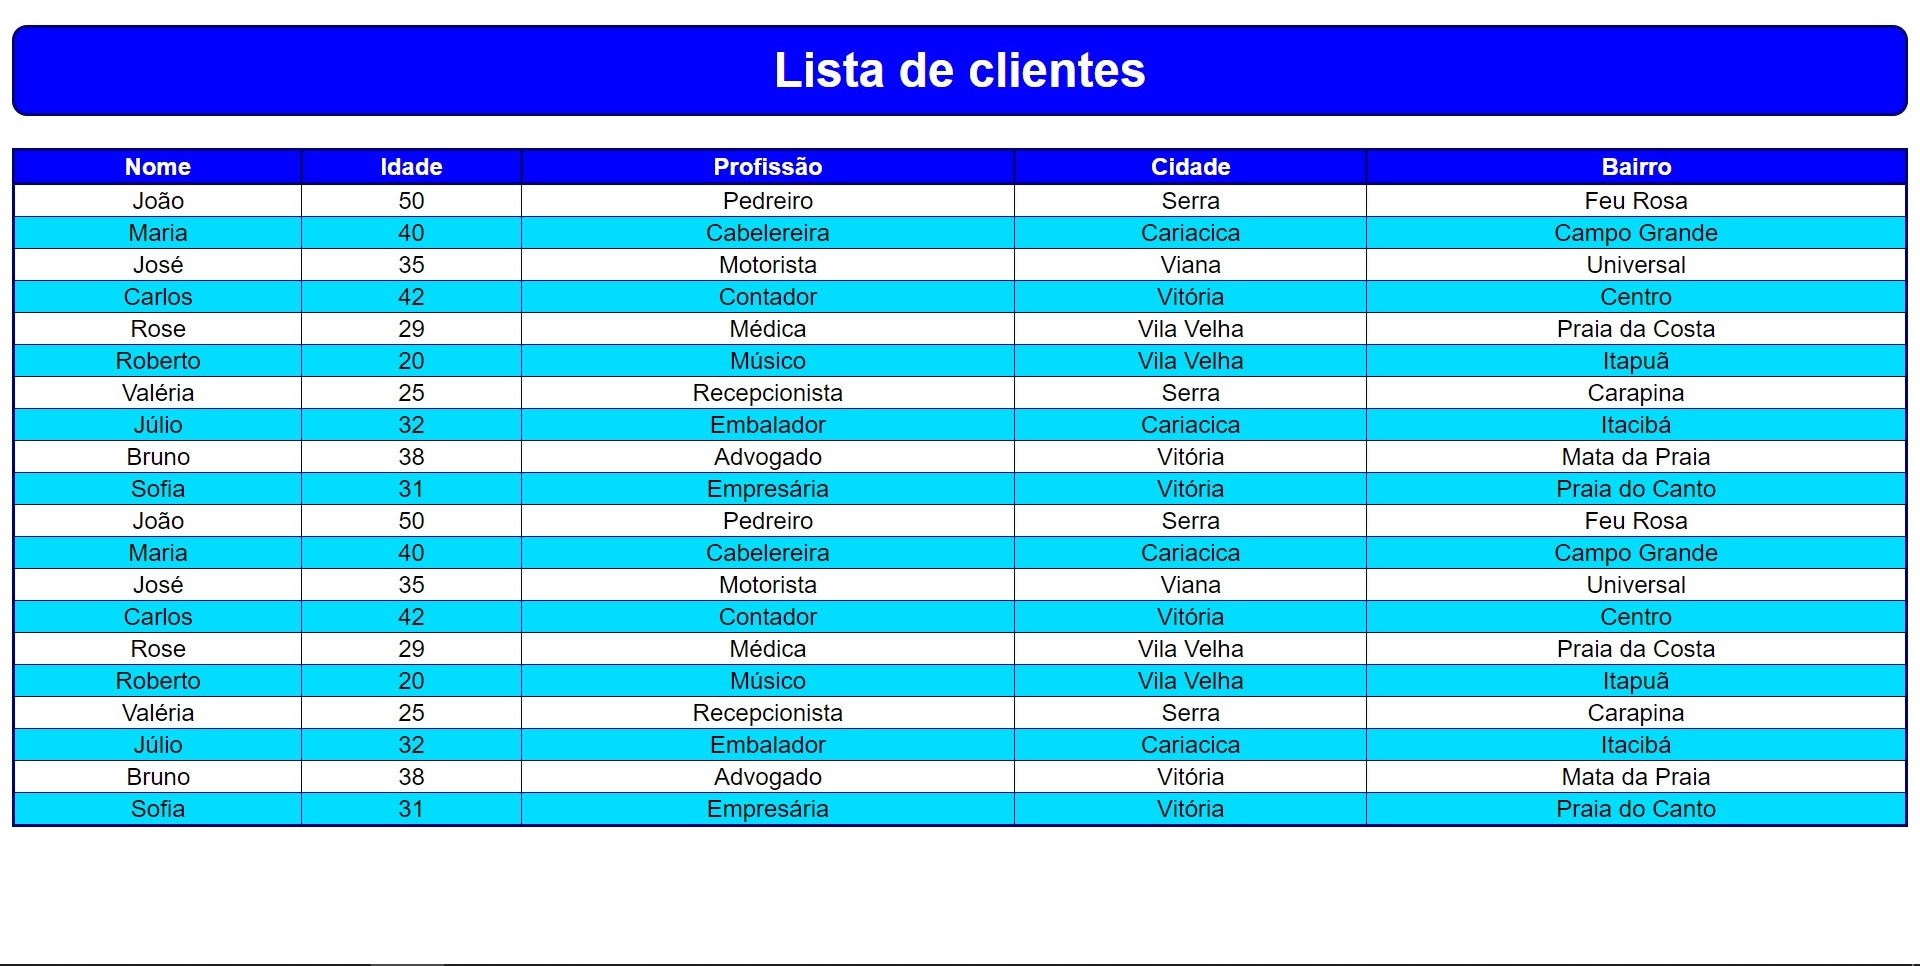 Lista de clientes
Nome Idade Profissão Cidade Bairro
João 50 Pedreiro Serra Feu Rosa
Maria 40 Cabelereira Cariacica Campo Grande
José 35 Motorista Viana Universal
Carlos 42 Contador Vitória Centro
Rose 29 Médica Vila Velha Praia da Costa
Roberto 20 Músico Vila Velha Itapuã
Valéria 25 Recepcionista Serra Carapina
Júlio 32 Embalador Cariacica Itacibá
Bruno 38 Advogado Vitória Mata da Praia
Sofia 31 Empresária Vitória Praia do Canto
João 50 Pedreiro Serra Feu Rosa
Maria 40 Cabelereira Cariacica Campo Grande
José 35 Motorista Viana Universal
Carlos 42 Contador Vitória Centro
Rose 29 Médica Vila Velha Praia da Costa
Roberto 20 Músico Vila Velha Itapuã
Valéria 25 Recepcionista Serra Carapina
Júlio 32 Embalador Cariacica Itacibá
Bruno 38 Advogado Vitória Mata da Praia
Sofia 31 Empresária Vitória Praia do Canto